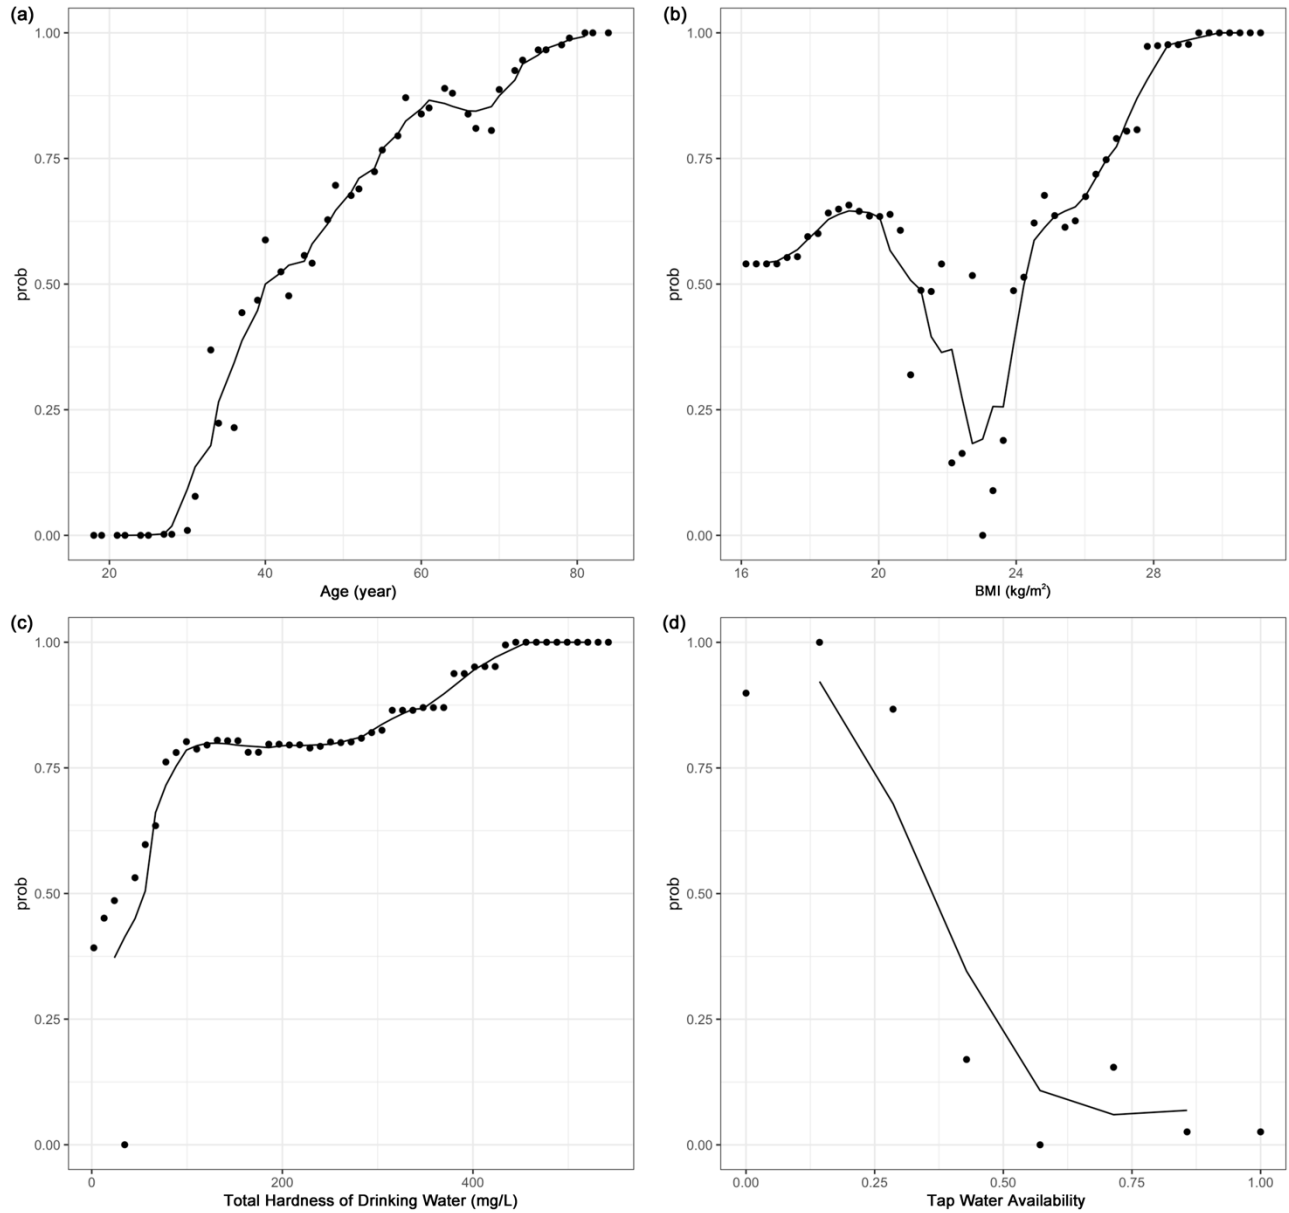 (a)
1.00
0.75
0.50
0.25
0.00
prob
20 40 60 80
Age (year)
(b)
1.00
0.75
0.50
0.25
0.00
prob
16 20 24 28
BMI (kg/m²)
(c)
1.00
0.75
0.50
0.25
0.00
prob
0 200 400
Total Hardness of Drinking Water (mg/L)
(d)
1.00
0.75
0.50
0.25
0.00
prob
0.00 0.25 0.50 0.75 1.00
Tap Water Availability